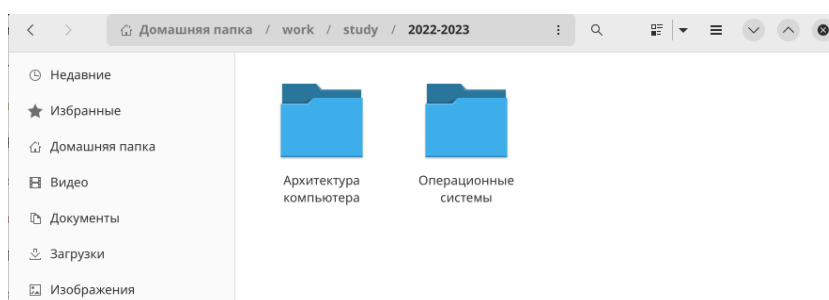 Домашняя папка / work / study / 2022-2023
Недавние
Избранные
Домашняя папка
Видео
Документы
Загрузки
Изображения
Архитектура
компьютера
Операционные
системы